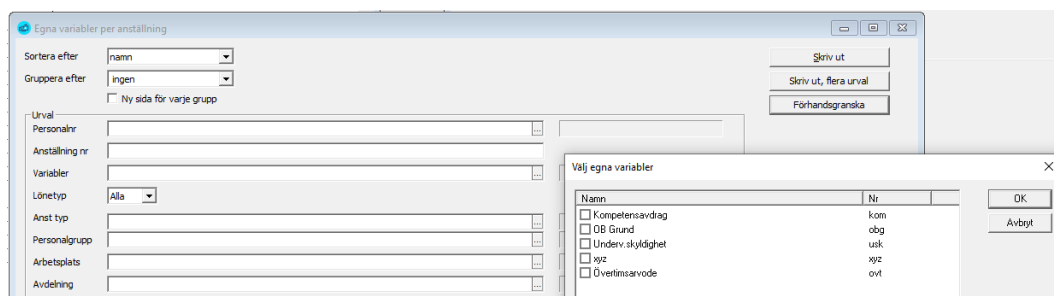 Egna variabler per anställning
Sortera efter namn
Skriv ut
Gruppera efter ingen
Skriv ut, flera urval
Ny sida för varje grupp
Förhandsgranska
Urval
Personalnr ...
Anställning nr
Variabler ...
Lönetyp Alla
Anst typ ...
Personalgrupp ...
Arbetsplats ...
Avdelning ...
Välj egna variabler
Namn Nr
Kompetensavdrag kom
OB Grund obg
Underv.skyldighet usk
xyz xyz
Övertimsarvode ovt
OK
Avbryt